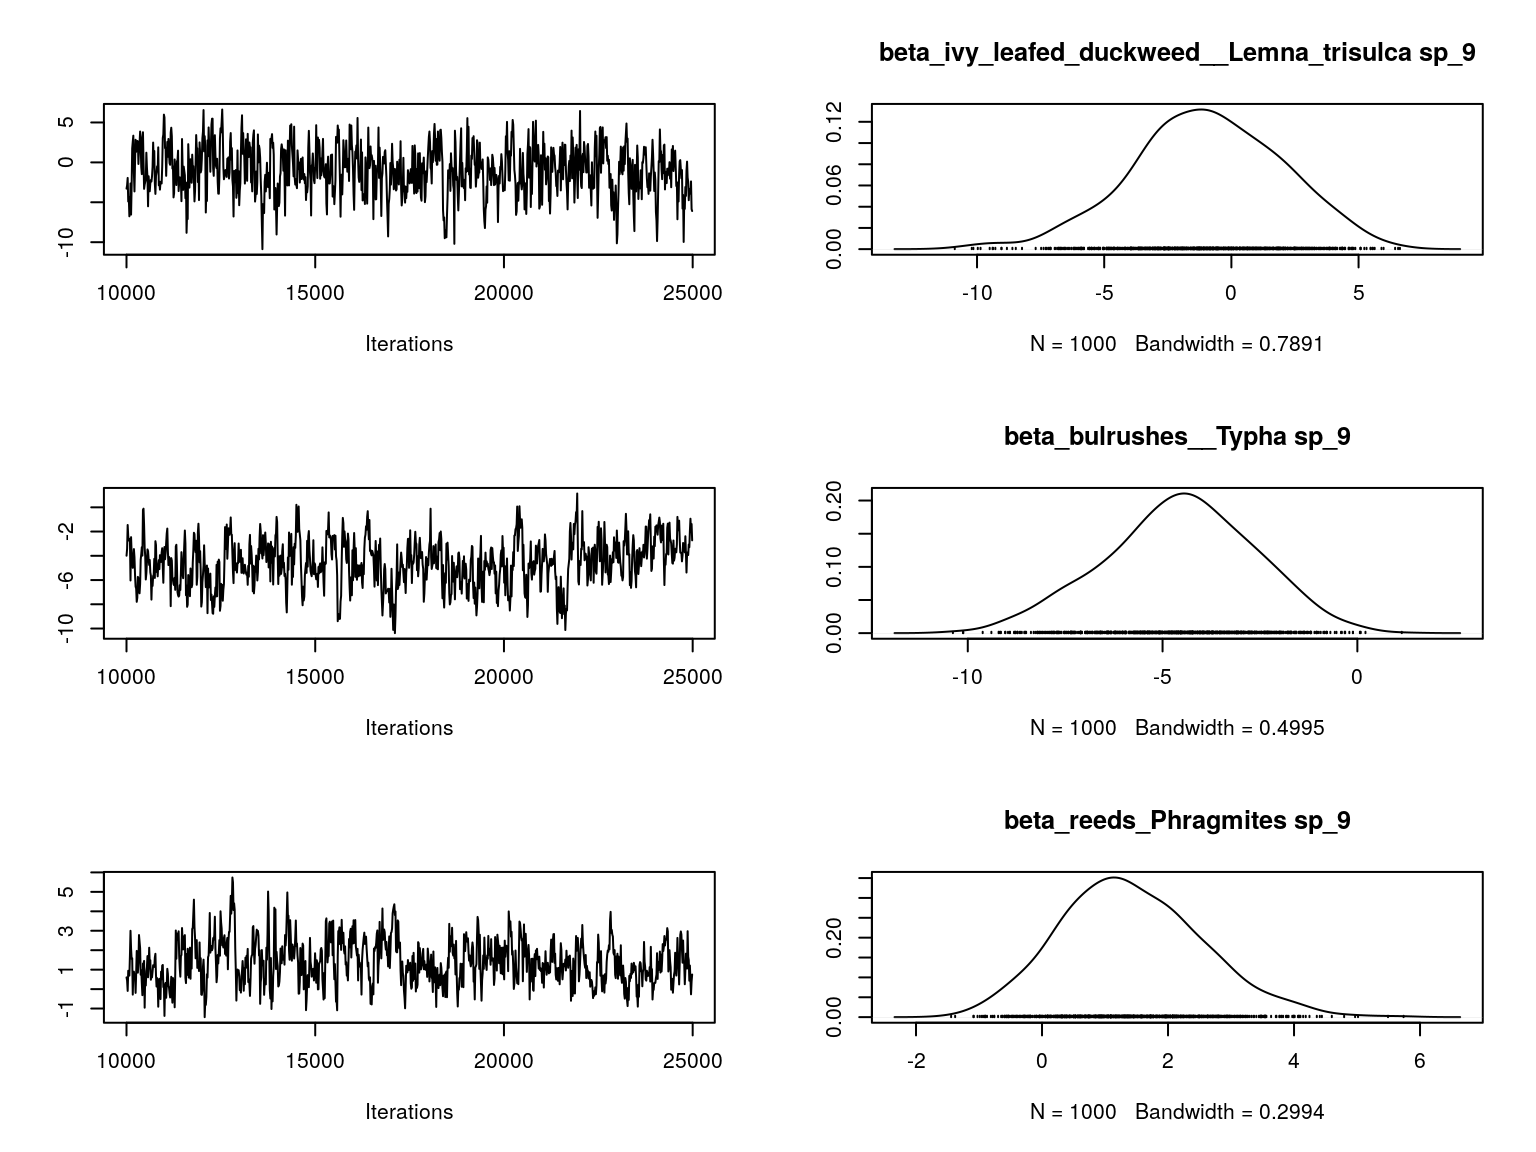 beta_ivy_leafed_duckweed__Lemna_trisulca sp_9
5
0
-10
10000 15000 20000 25000
Iterations
0.12
0.06
0.00
-10 -5 0 5
N = 1000 Bandwidth = 0.7891
beta_bulrushes__Typha sp_9
-2
-6
-10
10000 15000 20000 25000
Iterations
0.20
0.10
0.00
-10 -5 0
N = 1000 Bandwidth = 0.4995
beta_reeds_Phragmites sp_9
5
3
1
-1
10000 15000 20000 25000
Iterations
0.20
0.00
-2 0 2 4 6
N = 1000 Bandwidth = 0.2994